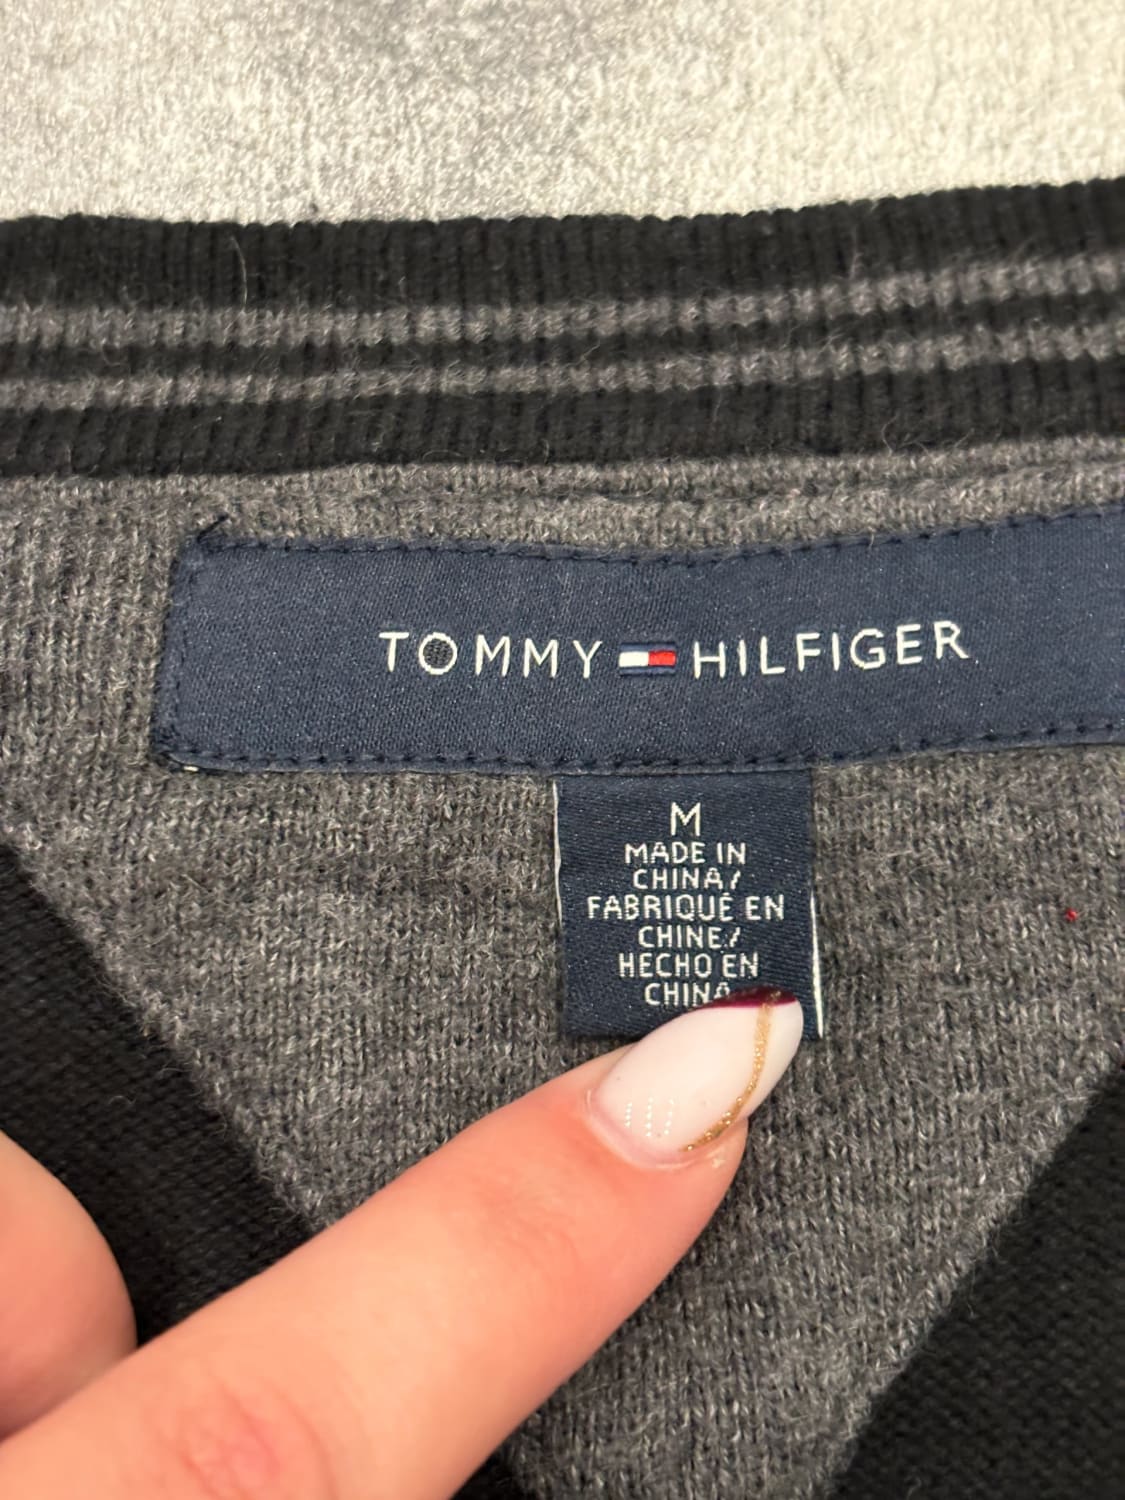 TOMMY HILFIGER
M
MADE IN
CHINA/
FABRIQUÉ EN
CHINE/
HECHO EN
CHINA